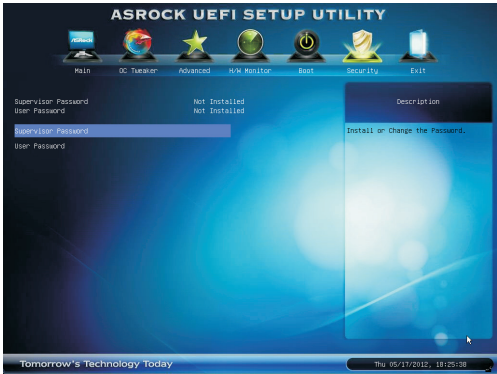 ASROCK UEFI SETUP UTILITY
ASRock
Main OC Tweaker Advanced H/W Monitor Boot Security Exit
Supervisor Password Not Installed
User Password Not Installed
Supervisor Password
User Password
Description
Install or Change the Password.
Tomorrow's Technology Today
Thu 05/17/2012, 18:25:38